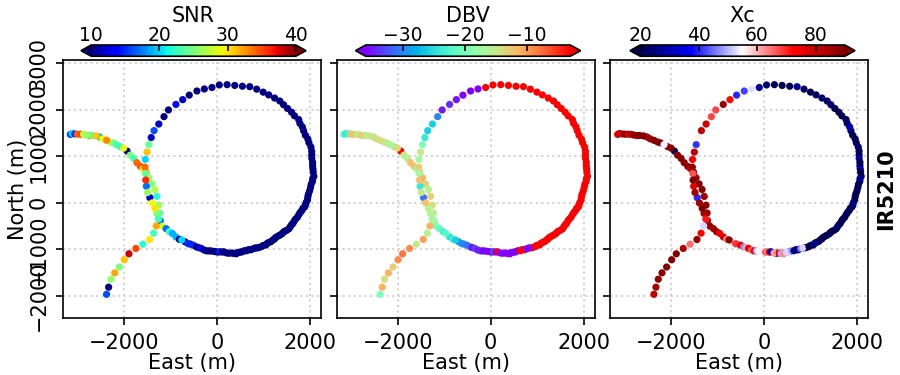 SNR
DBV
Xc
10 20 30 40
−30 −20 −10
20 40 60 80
North (m)
3000
2000
1000
0
−1000
−2000
IR5210
−2000 0 2000
−2000 0 2000
−2000 0 2000
East (m)
East (m)
East (m)